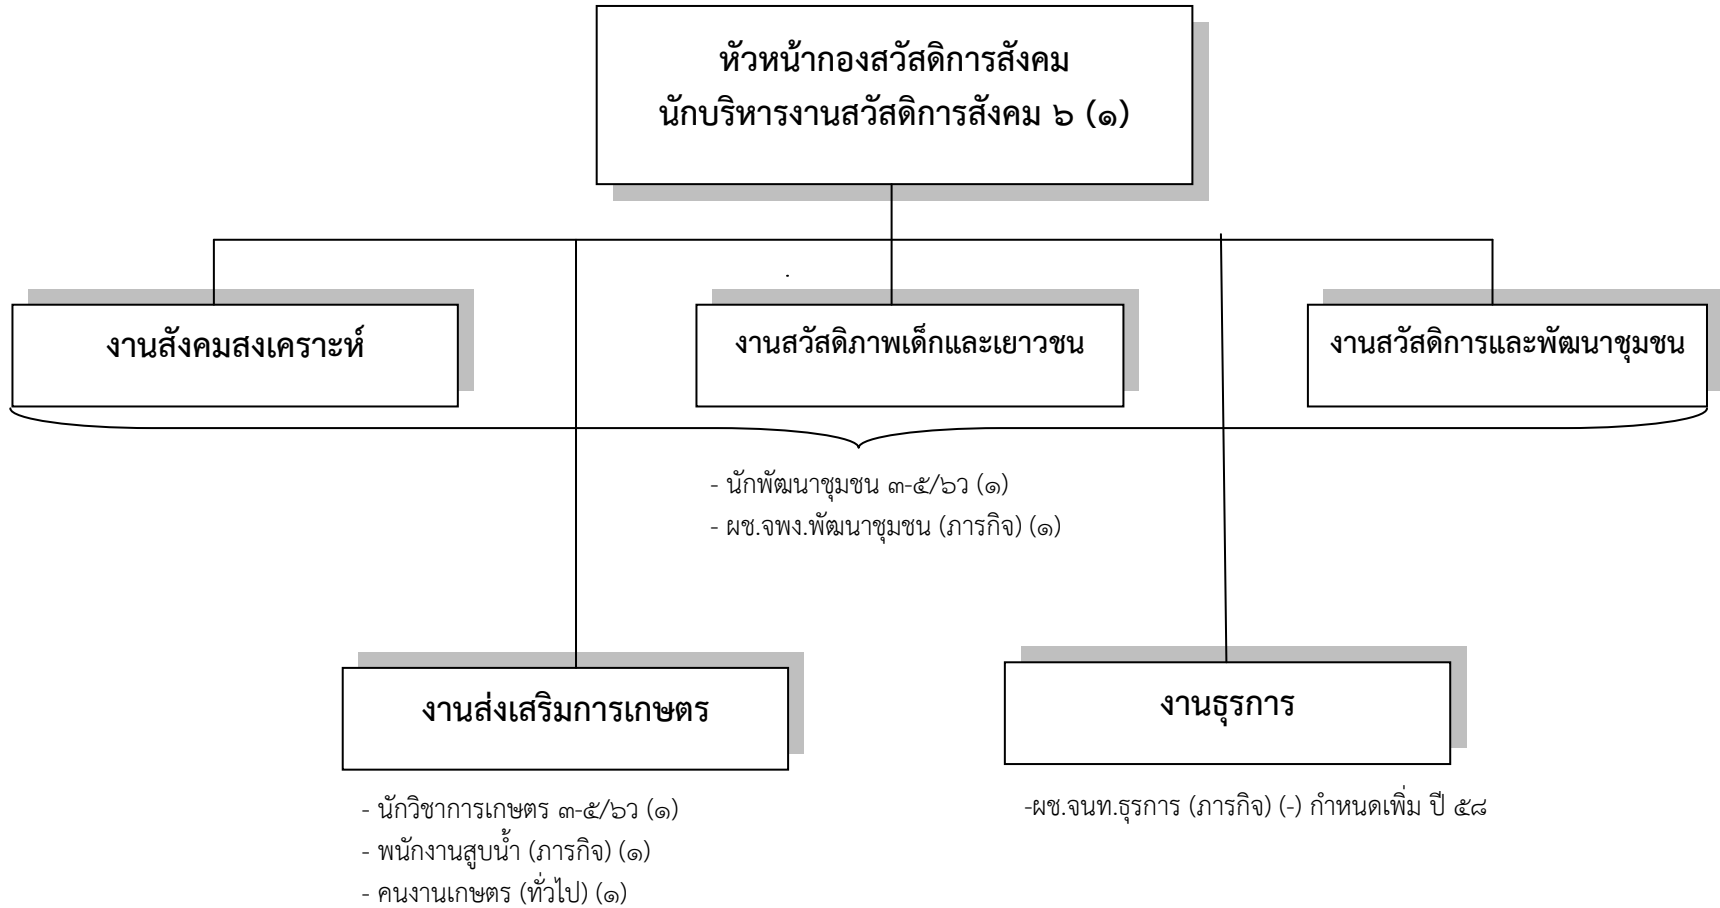 หัวหน้ากองสวัสดิการสังคม
นักบริหารงานสวัสดิการสังคม ๖ (๑)
งานสังคมสงเคราะห์
งานสวัสดิภาพเด็กและเยาวชน
งานสวัสดิการและพัฒนาชุมชน
- นักพัฒนาชุมชน ๓-๕/๖ว (๑)
- ผช.จพง.พัฒนาชุมชน (ภารกิจ) (๑)
งานส่งเสริมการเกษตร
- นักวิชาการเกษตร ๓-๕/๖ว (๑)
- พนักงานสูบน้ำ (ภารกิจ) (๑)
- คนงานเกษตร (ทั่วไป) (๑)
งานธุรการ
-ผช.จนท.ธุรการ (ภารกิจ) (-) กำหนดเพิ่ม ปี ๕๘